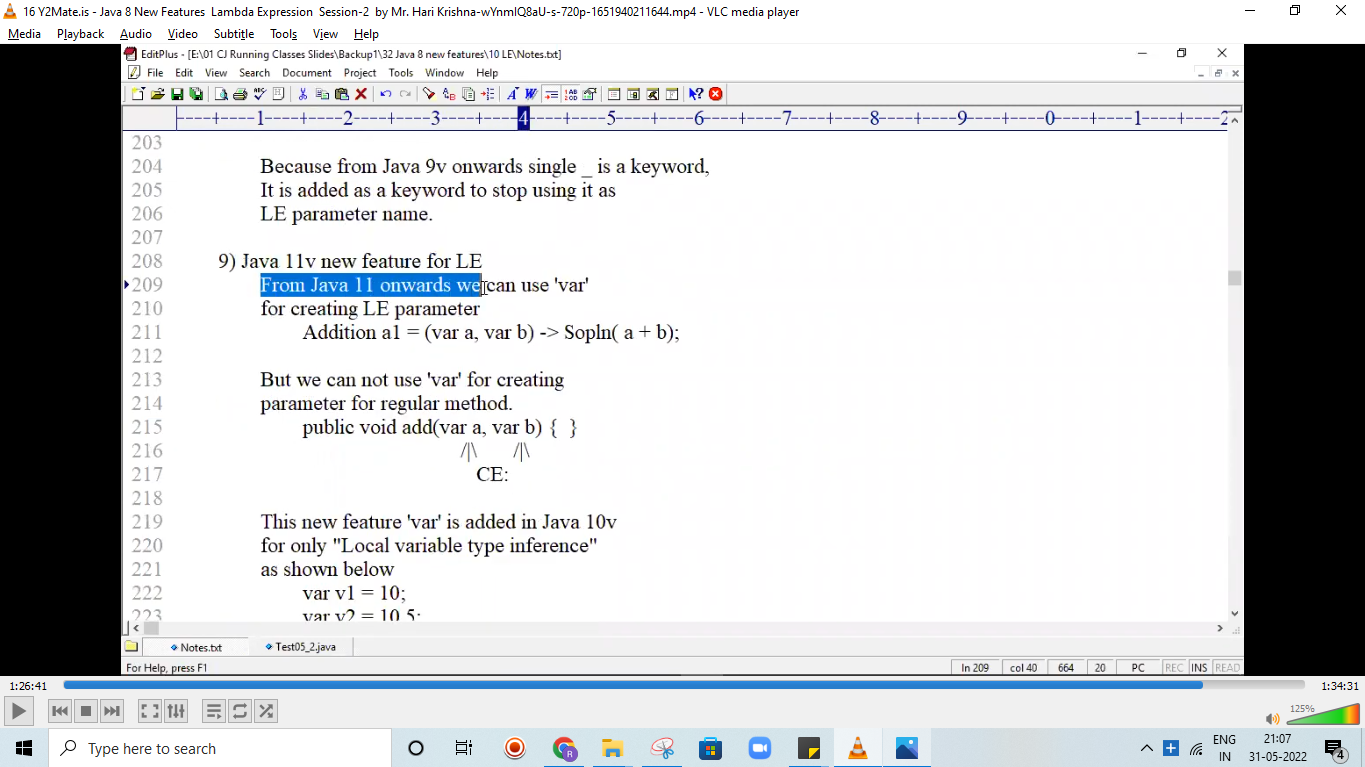 16 Y2Mate.is - Java 8 New Features Lambda Expression Session-2 by Mr. Hari Krishna-wYnmIQ8aU-s-720p-1651940211644.mp4 - VLC media player
Media Playback Audio Video Subtitle Tools View Help
EditPlus - [E:\01 CJ Running Classes Slides\Backup1\32 Java 8 new features\10 LE\Notes.txt]
File Edit View Search Document Project Tools Window Help
----+----1----+----2----+----3----+----4----+----5----+----6----+----7----+----8----+----9----+----0----+----1----+----2
203
204 Because from Java 9v onwards single _ is a keyword,
205 It is added as a keyword to stop using it as
206 LE parameter name.
207
208 9) Java 11v new feature for LE
209 From Java 11 onwards we can use 'var'
210 for creating LE parameter
211 Addition a1 = (var a, var b) -> Sopln( a + b);
212
213 But we can not use 'var' for creating
214 parameter for regular method.
215 public void add(var a, var b) { }
216 /|\ /|\
217 CE:
218
219 This new feature 'var' is added in Java 10v
220 for only "Local variable type inference"
221 as shown below
222 var v1 = 10;
223 var v2 = 10.5;
Notes.txt Test05_2.java
For Help, press F1 ln 209 col 40 664 20 PC REC INS READ
1:26:41 1:34:31
125%
Type here to search
ENG 21:07
IN 31-05-2022 4